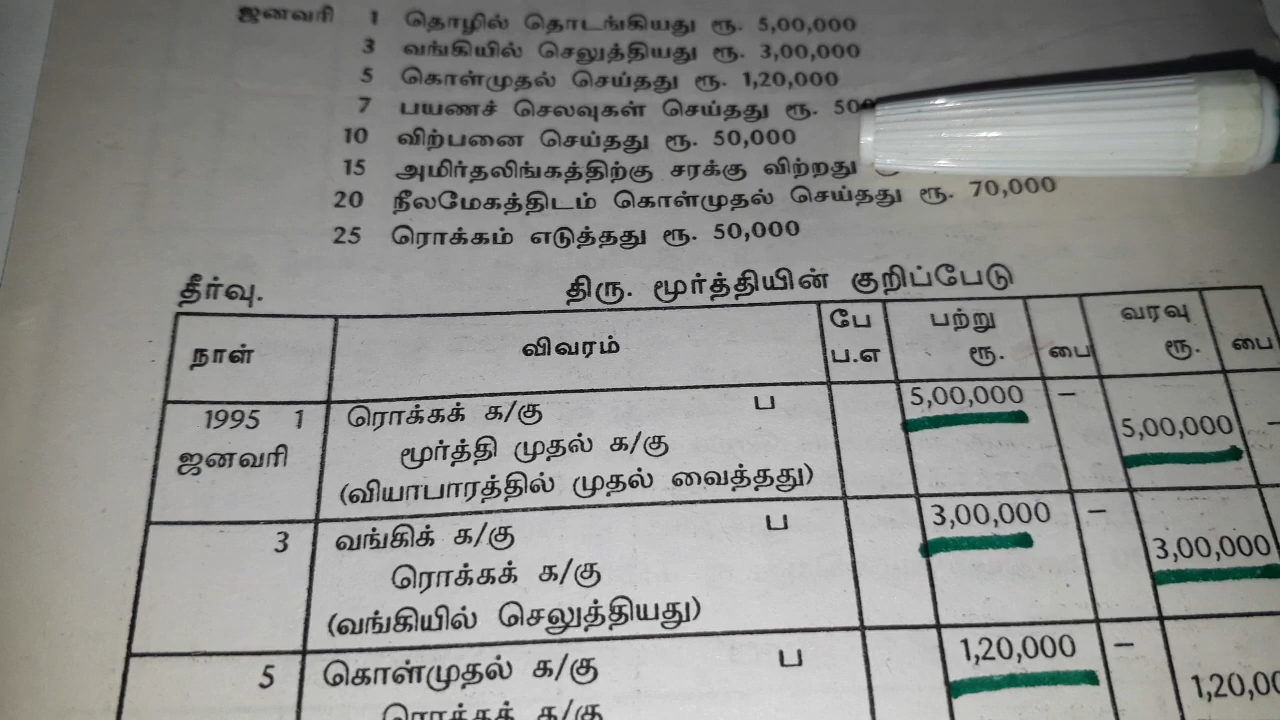 ஜனவரி 1 தொழில் தொடங்கியது ரூ. 5,00,000
3 வங்கியில் செலுத்தியது ரூ. 3,00,000
5 கொள்முதல் செய்தது ரூ. 1,20,000
7 பயணச் செலவுகள் செய்தது ரூ.
10 விற்பனை செய்தது ரூ. 50,000
15 அமிர்தலிங்கத்திற்கு சரக்கு விற்றது
20 நீலமேகத்திடம் கொள்முதல் செய்தது ரூ. 70,000
25 ரொக்கம் எடுத்தது ரூ. 50,000
தீர்வு. திரு. மூர்த்தியின் குறிப்பேடு
நாள் விவரம் பே ப.எ பற்று ரூ. பை வரவு ரூ. பை
1995 1 ரொக்கக் க/கு ப 5,00,000 –
ஜனவரி மூர்த்தி முதல் க/கு 5,00,000 –
(வியாபாரத்தில் முதல் வைத்தது)
3 வங்கிக் க/கு ப 3,00,000 –
ரொக்கக் க/கு 3,00,000
(வங்கியில் செலுத்தியது)
5 கொள்முதல் க/கு ப 1,20,000 –
ரொக்கக் க/கு